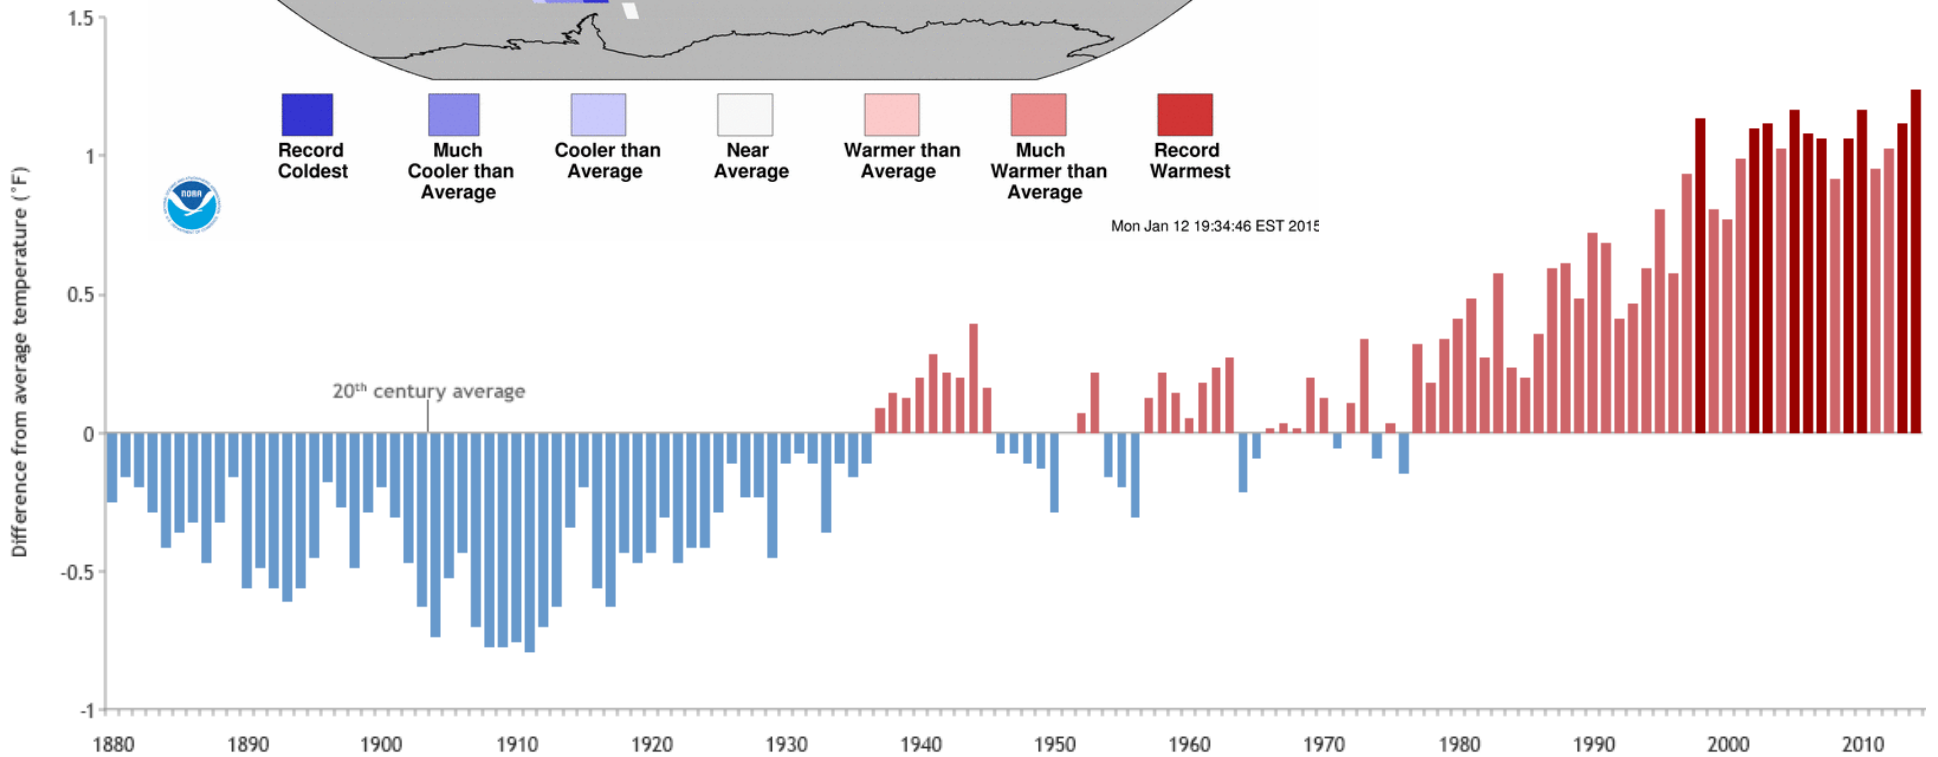 1.5
1
0.5
0
-0.5
-1
Difference from average temperature (°F)
Record
Coldest
Much
Cooler than
Average
Cooler than
Average
Near
Average
Warmer than
Average
Much
Warmer than
Average
Record
Warmest
NOAA
Mon Jan 12 19:34:46 EST 2015
20th century average
1880 1890 1900 1910 1920 1930 1940 1950 1960 1970 1980 1990 2000 2010